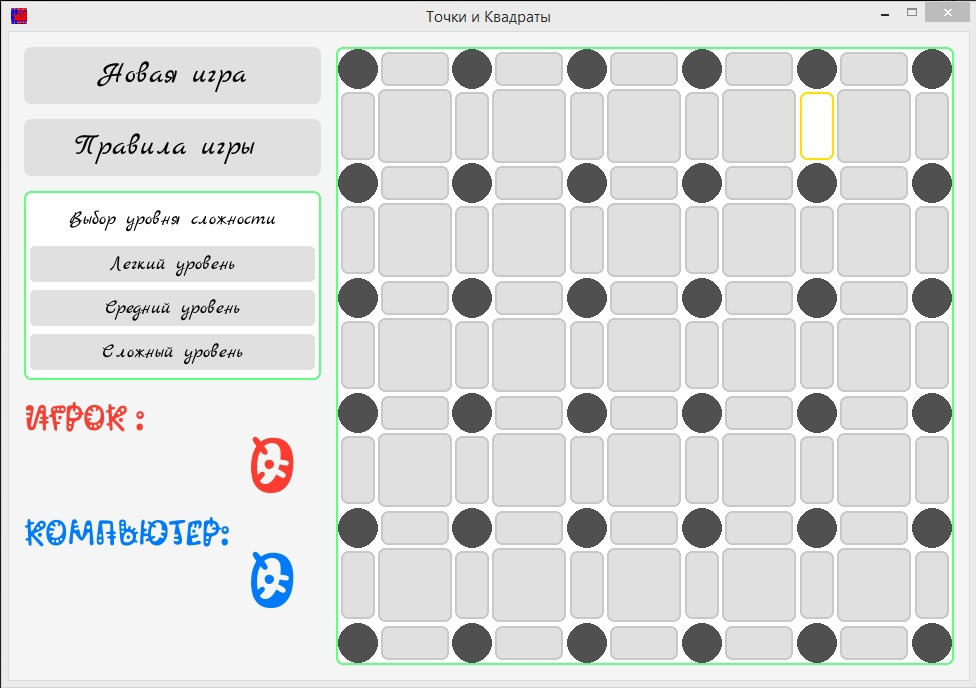 Точки и Квадраты
Новая игра
Правила игры
Выбор уровня сложности
Легкий уровень
Средний уровень
Сложный уровень
ИГРОК :
0
КОМПЬЮТЕР:
0